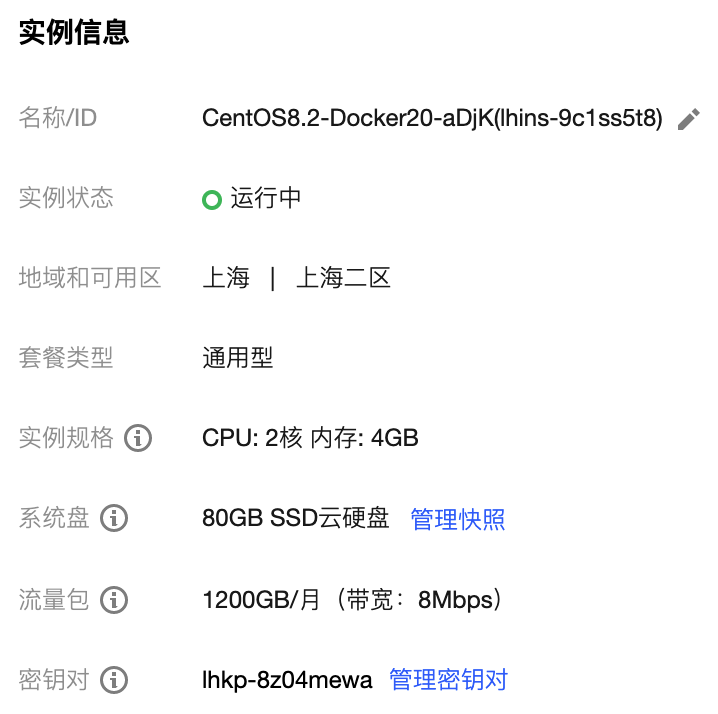 实例信息
名称/ID CentOS8.2-Docker20-aDjK(lhins-9c1ss5t8)
实例状态 运行中
地域和可用区 上海 | 上海二区
套餐类型 通用型
实例规格 CPU: 2核 内存: 4GB
系统盘 80GB SSD云硬盘 管理快照
流量包 1200GB/月（带宽：8Mbps）
密钥对 lhkp-8z04mewa 管理密钥对